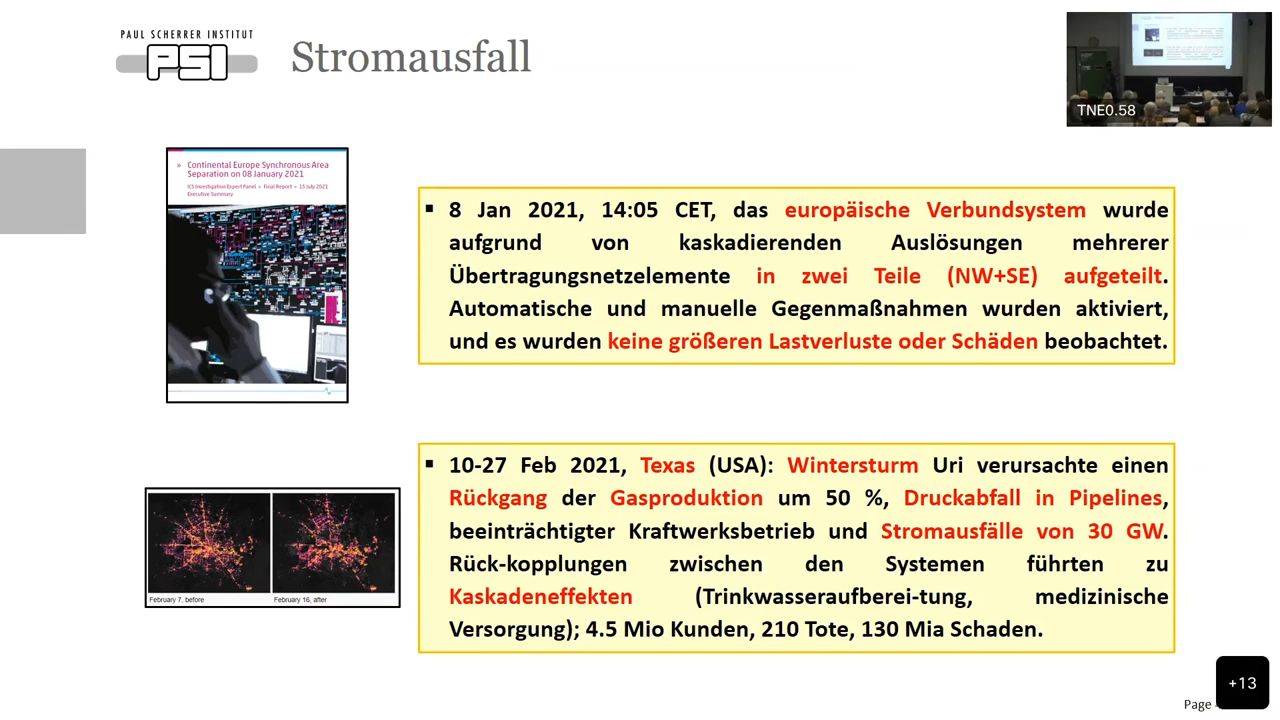 PAUL SCHERRER INSTITUT
PSI
Stromausfall
TNE0.58
» Continental Europe Synchronous Area
Separation on 08 January 2021
ICS Investigation Expert Panel » Final Report » 15 July 2021
Executive Summary
▪ 8 Jan 2021, 14:05 CET, das europäische Verbundsystem wurde
aufgrund von kaskadierenden Auslösungen mehrerer
Übertragungsnetzelemente in zwei Teile (NW+SE) aufgeteilt.
Automatische und manuelle Gegenmaßnahmen wurden aktiviert,
und es wurden keine größeren Lastverluste oder Schäden beobachtet.
▪ 10-27 Feb 2021, Texas (USA): Wintersturm Uri verursachte einen
Rückgang der Gasproduktion um 50 %, Druckabfall in Pipelines,
beeinträchtigter Kraftwerksbetrieb und Stromausfälle von 30 GW.
Rück-kopplungen zwischen den Systemen führten zu
Kaskadeneffekten (Trinkwasseraufberei-tung, medizinische
Versorgung); 4.5 Mio Kunden, 210 Tote, 130 Mia Schaden.
February 7, before
February 16, after
+13
Page